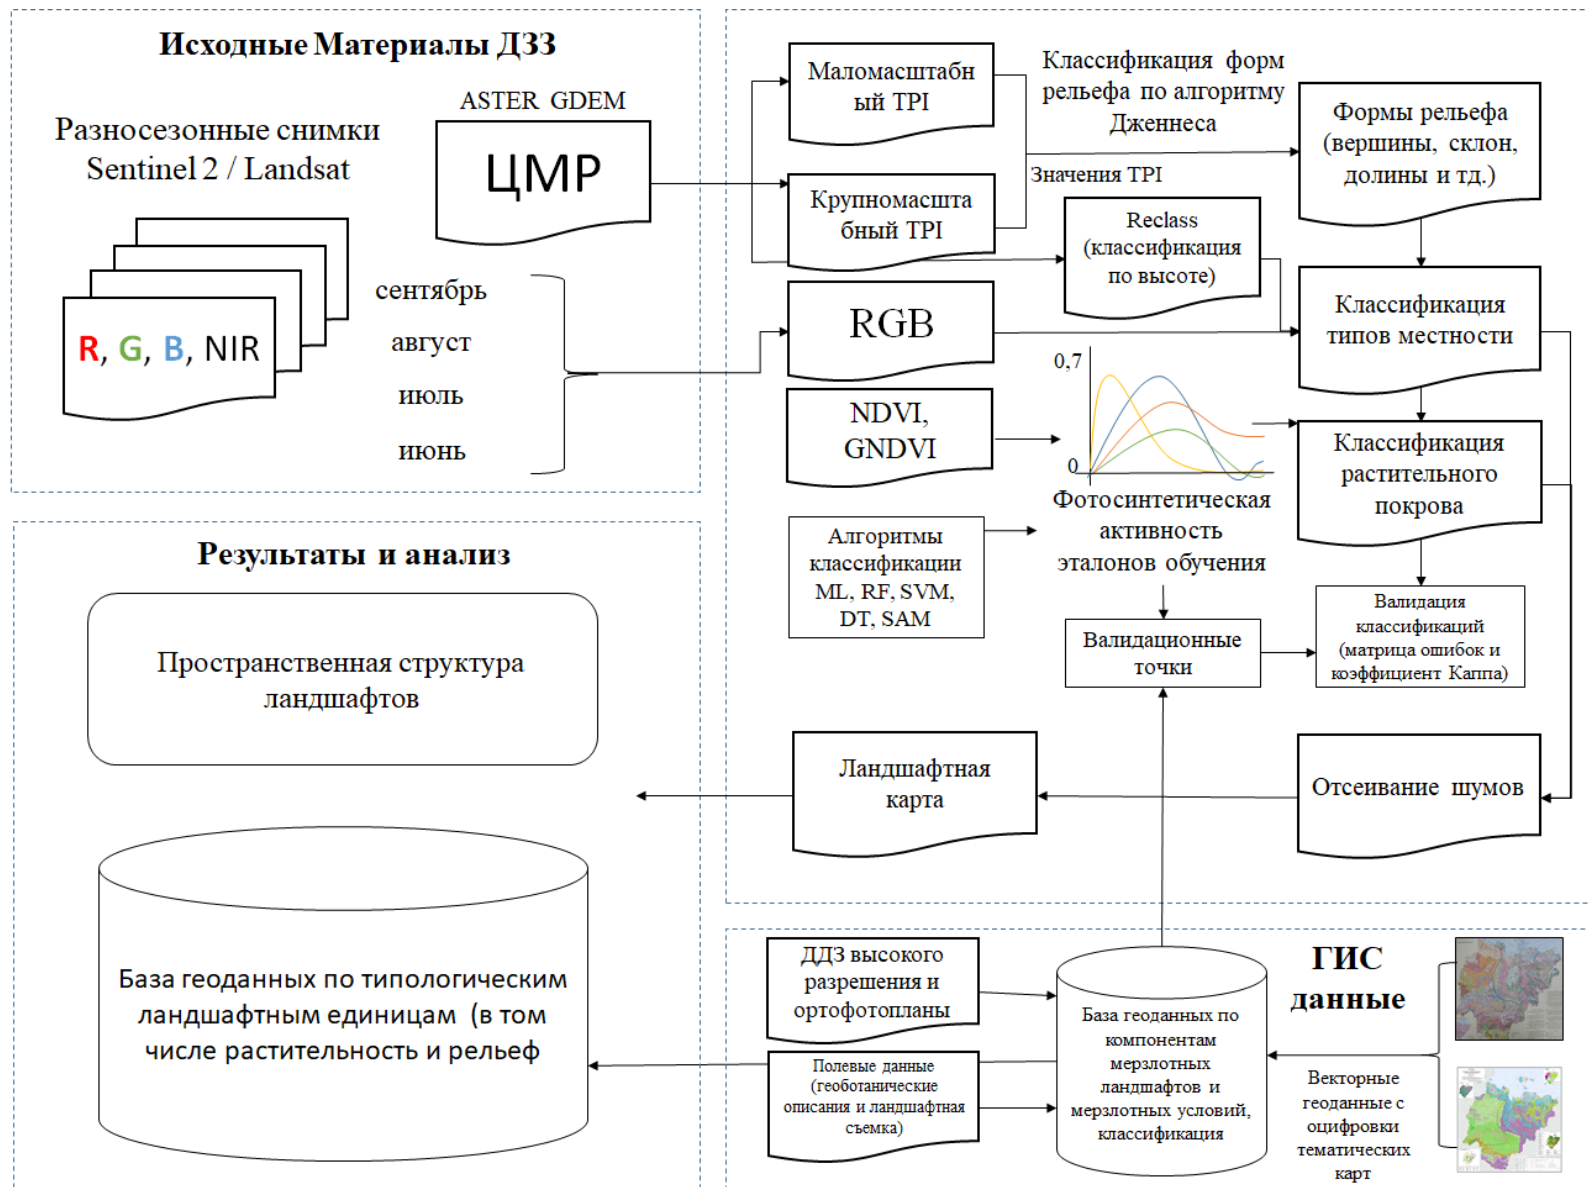 Исходные Материалы ДЗЗ
Разносезонные снимки
Sentinel 2 / Landsat
ASTER GDEM
ЦМР
R, G, B, NIR
сентябрь
август
июль
июнь
Маломасштабн
ый TPI
Крупномасшта
бный TPI
Классификация форм
рельефа по алгоритму
Дженнеса
Значения TPI
Формы рельефа
(вершины, склон,
долины и тд.)
Reclass
(классификация
по высоте)
RGB
Классификация
типов местности
NDVI,
GNDVI
0,7
0
Фотосинтетическая
активность
эталонов обучения
Классификация
растительного
покрова
Алгоритмы
классификации
ML, RF, SVM,
DT, SAM
Валидационные
точки
Валидация
классификаций
(матрица ошибок и
коэффициент Каппа)
Ландшафтная
карта
Отсеивание шумов
Результаты и анализ
Пространственная структура
ландшафтов
База геоданных по типологическим
ландшафтным единицам (в том
числе растительность и рельеф
ДДЗ высокого
разрешения и
ортофотопланы
Полевые данные
(геоботанические
описания и ландшафтная
съемка)
База геоданных по
компонентам
мерзлотных
ландшафтов и
мерзлотных условий,
классификация
ГИС
данные
Векторные
геоданные с
оцифровки
тематических
карт